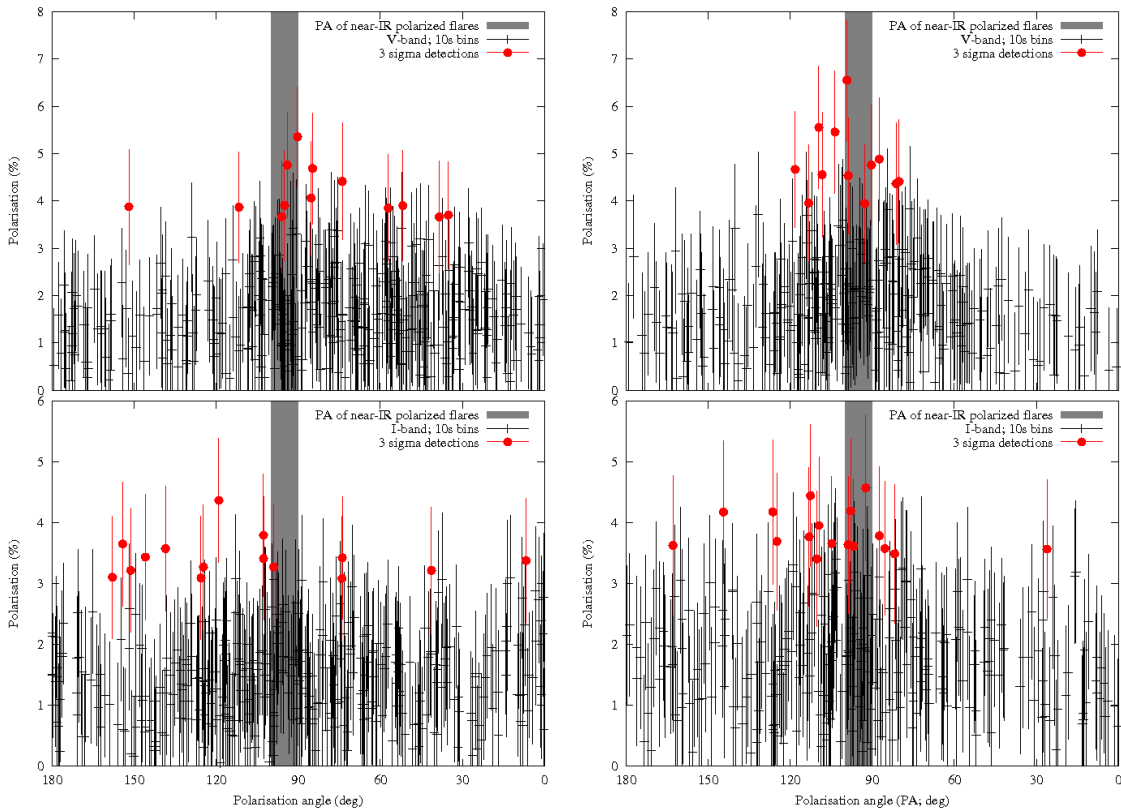 8
7
6
5
4
3
2
1
0
Polarisation (%)
PA of near-IR polarized flares
V-band; 10s bins
3 sigma detections
8
7
6
5
4
3
2
1
0
Polarisation (%)
PA of near-IR polarized flares
V-band; 10s bins
3 sigma detections
6
5
4
3
2
1
0
Polarisation (%)
PA of near-IR polarized flares
I-band; 10s bins
3 sigma detections
180 150 120 90 60 30 0
Polarisation angle (deg)
6
5
4
3
2
1
0
Polarisation (%)
PA of near-IR polarized flares
I-band; 10s bins
3 sigma detections
180 150 120 90 60 30 0
Polarisation angle (PA; deg)